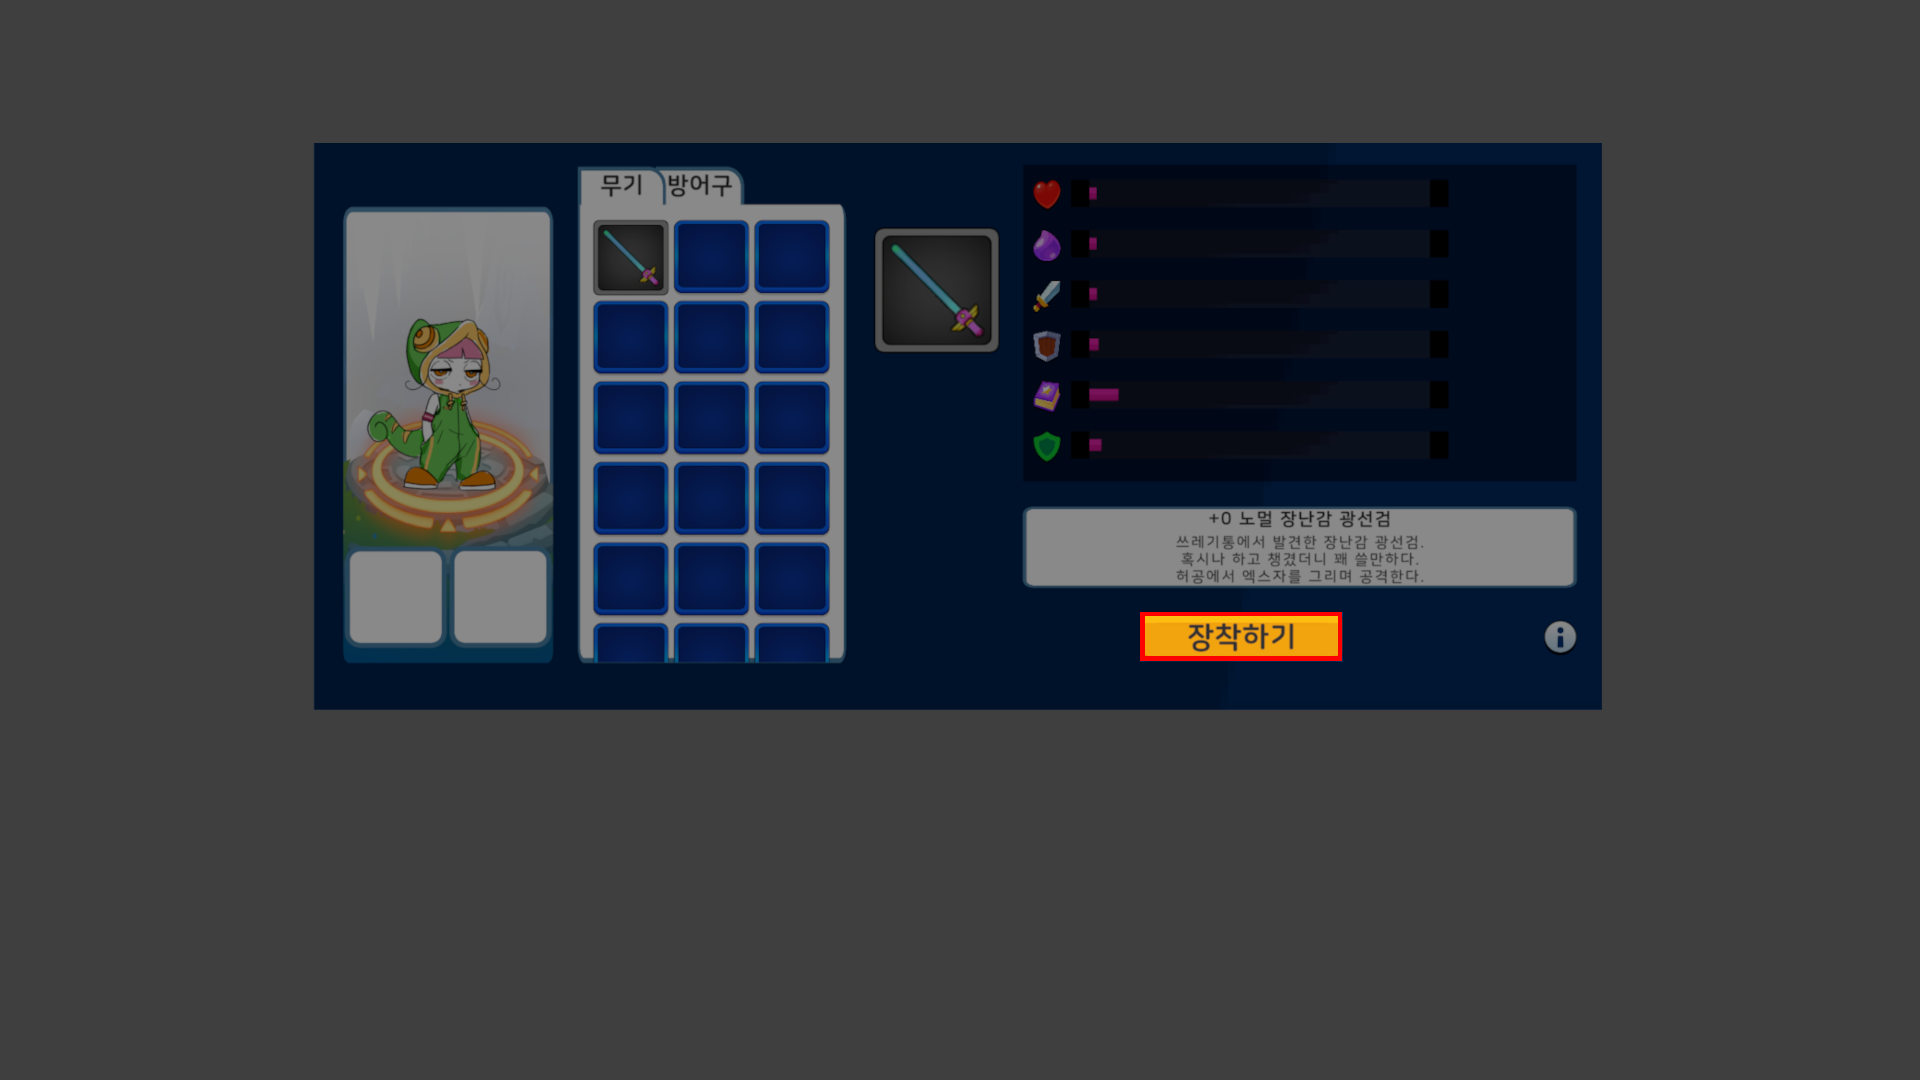 무기
방어구
+0 노멀 장난감 광선검
쓰레기통에서 발견한 장난감 광선검.
혹시나 하고 챙겼더니 꽤 쓸만하다.
허공에서 엑스자를 그리며 공격한다.
장착하기